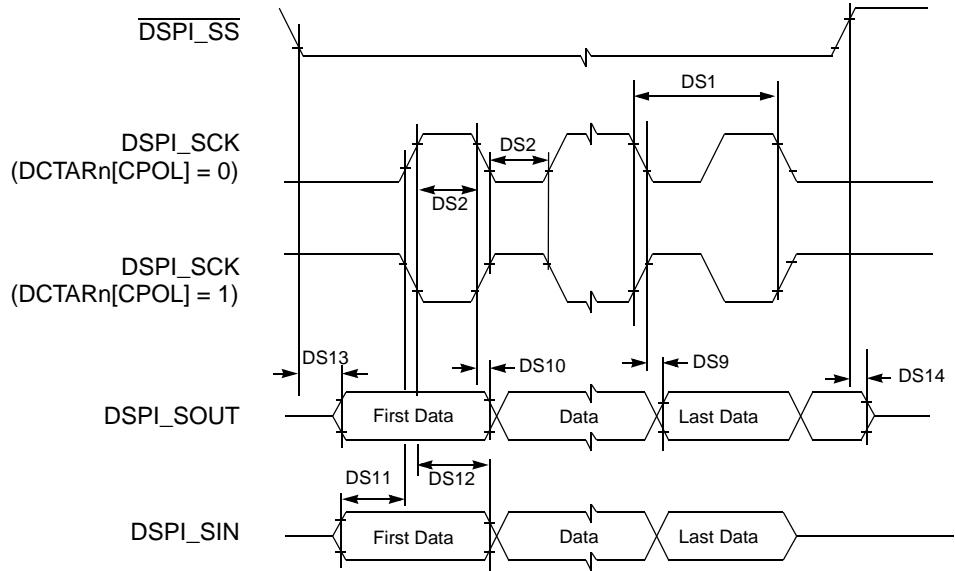 DSPI_SS
DS1
DSPI_SCK
(DCTARn[CPOL] = 0)
DS2
DS2
DSPI_SCK
(DCTARn[CPOL] = 1)
DS13
DS10
DS9
DS14
DSPI_SOUT
First Data
Data
Last Data
DS11
DS12
DSPI_SIN
First Data
Data
Last Data